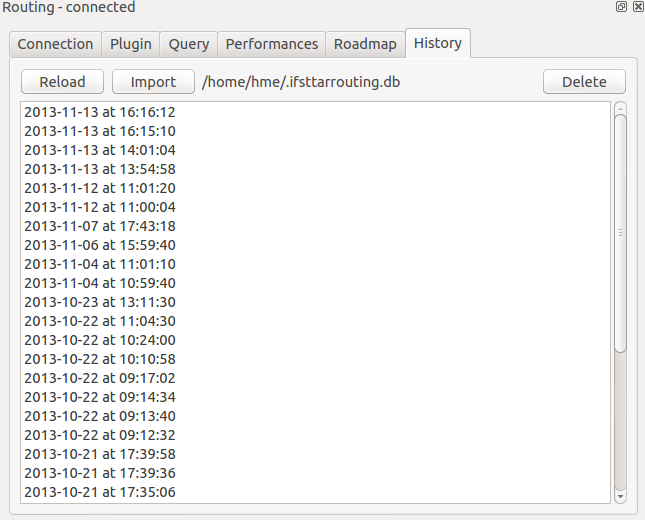 Routing - connected
Connection Plugin Query Performances Roadmap History
Reload Import /home/hme/.ifsttarrouting.db Delete
2013-11-13 at 16:16:12
2013-11-13 at 16:15:10
2013-11-13 at 14:01:04
2013-11-13 at 13:54:58
2013-11-12 at 11:01:20
2013-11-12 at 11:00:04
2013-11-07 at 17:43:18
2013-11-06 at 15:59:40
2013-11-04 at 11:01:10
2013-11-04 at 10:59:40
2013-10-23 at 13:11:30
2013-10-22 at 11:04:30
2013-10-22 at 10:24:00
2013-10-22 at 10:10:58
2013-10-22 at 09:17:02
2013-10-22 at 09:14:34
2013-10-22 at 09:13:40
2013-10-22 at 09:12:32
2013-10-21 at 17:39:58
2013-10-21 at 17:39:36
2013-10-21 at 17:35:06